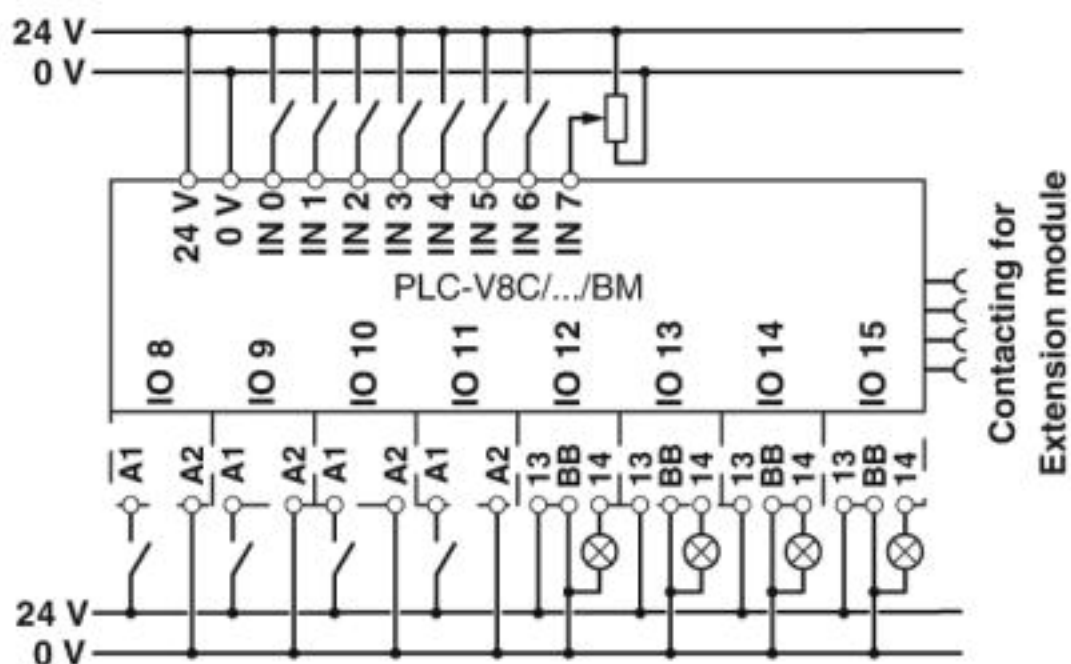 24 V
0 V
24 V
0 V
IN 0
IN 1
IN 2
IN 3
IN 4
IN 5
IN 6
IN 7
PLC-V8C/.../BM
IO 8
IO 9
IO 10
IO 11
IO 12
IO 13
IO 14
IO 15
Contacting for
Extension module
A1
A2
A1
A2
A1
A2
A1
A2
13
BB
14
13
BB
14
13
BB
14
13
BB
14
24 V
0 V